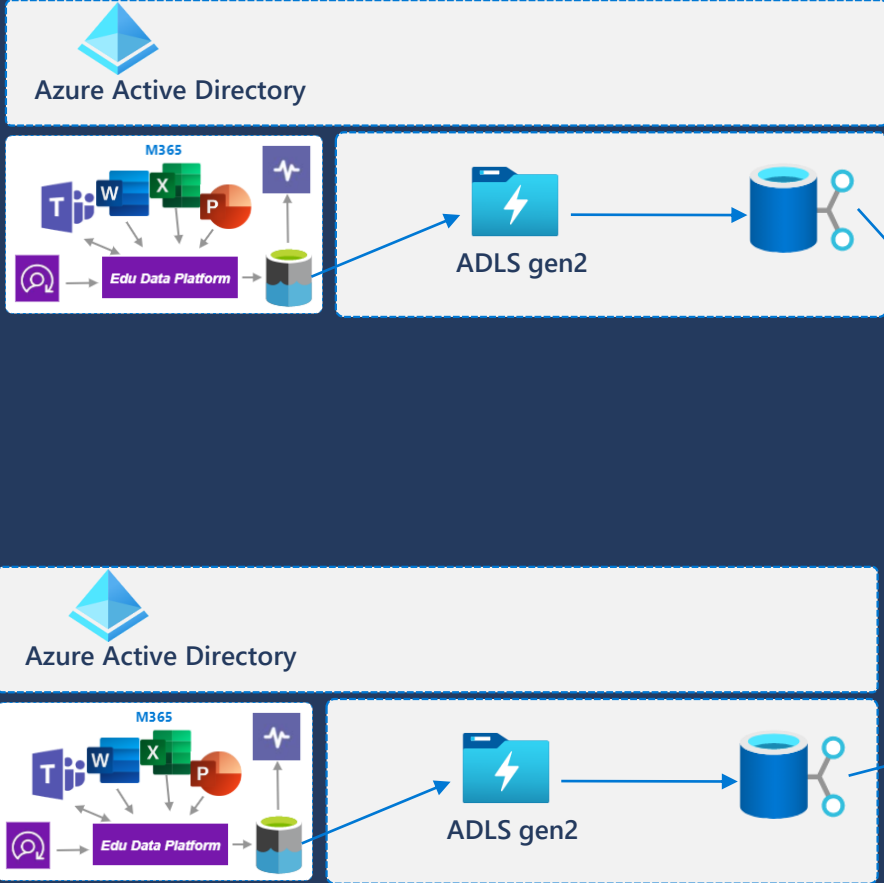 Azure Active Directory
M365
T
W
X
P
Edu Data Platform
ADLS gen2
Azure Active Directory
M365
T
W
X
P
Edu Data Platform
ADLS gen2